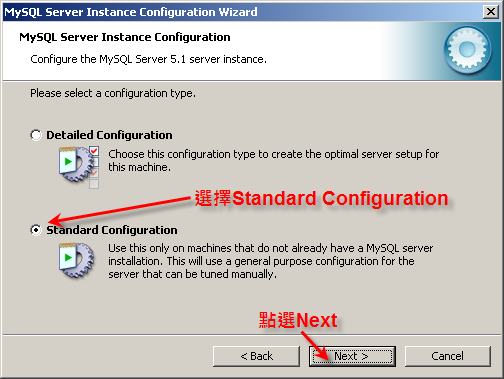 MySQL Server Instance Configuration Wizard
MySQL Server Instance Configuration
Configure the MySQL Server 5.1 server instance.
Please select a configuration type.
Detailed Configuration
Choose this configuration type to create the optimal server setup for
this machine.
選擇Standard Configuration
Standard Configuration
Use this only on machines that do not already have a MySQL server
installation. This will use a general purpose configuration for the
server that can be tuned manually.
點選Next
< Back
Next >
Cancel